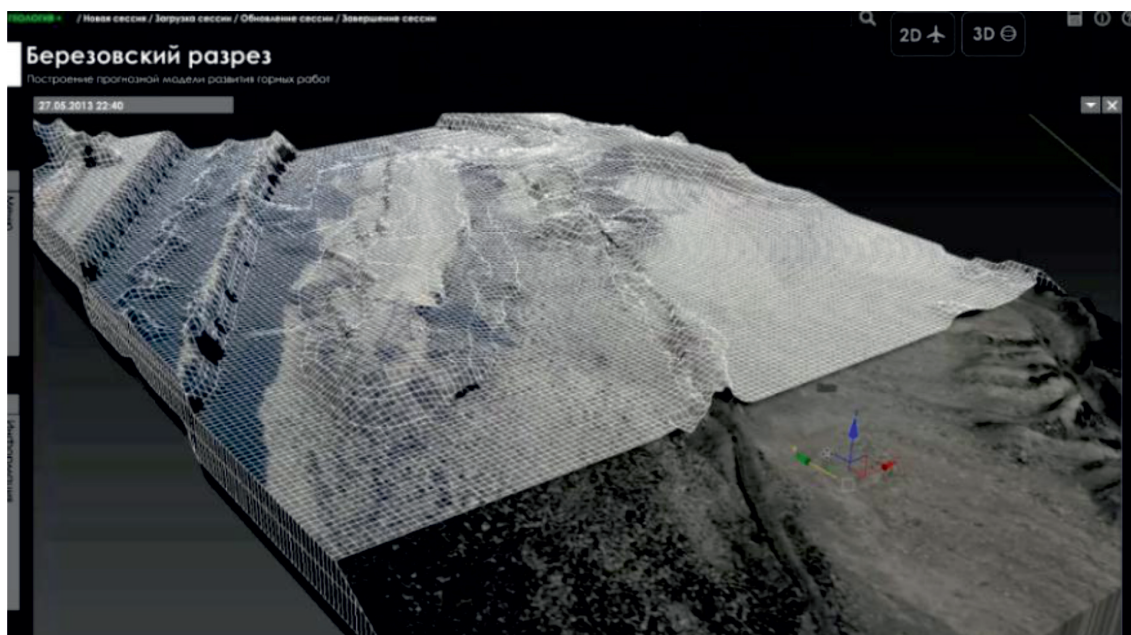 / Новая сессия / Загрузка сессии / Обновление сессии / Завершение сессии
2D
3D
Березовский разрез
Построение прогнозной модели развития горных работ
27.05.2013 22:40